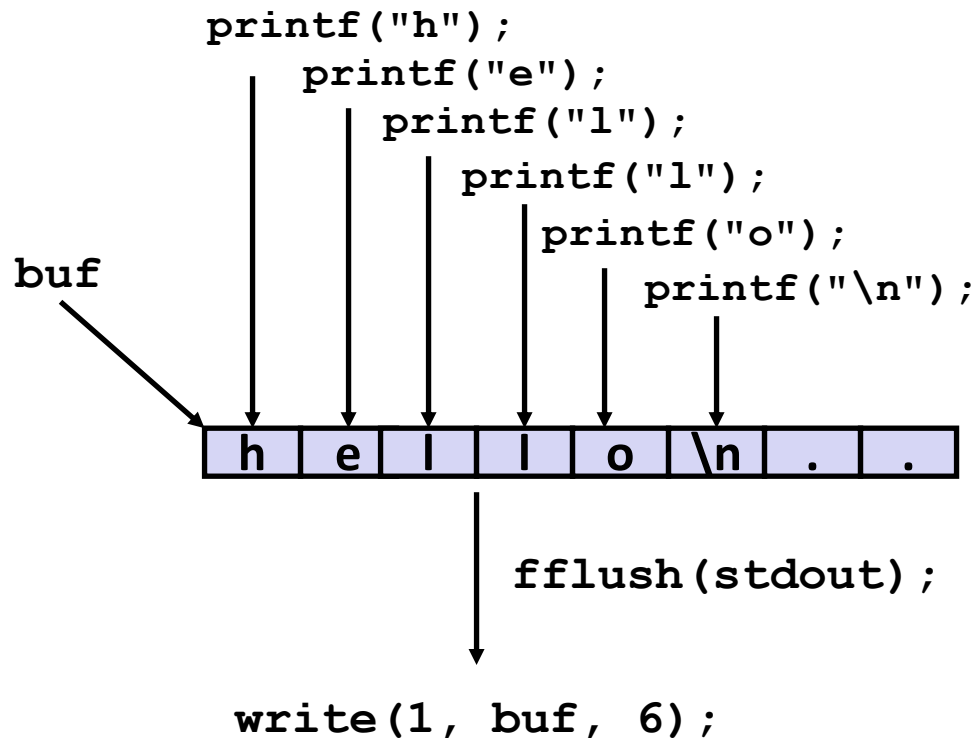 printf("h");
printf("e");
printf("l");
printf("l");
printf("o");
buf
printf("\n");
h e l l o \n . .
fflush(stdout);
write(1, buf, 6);